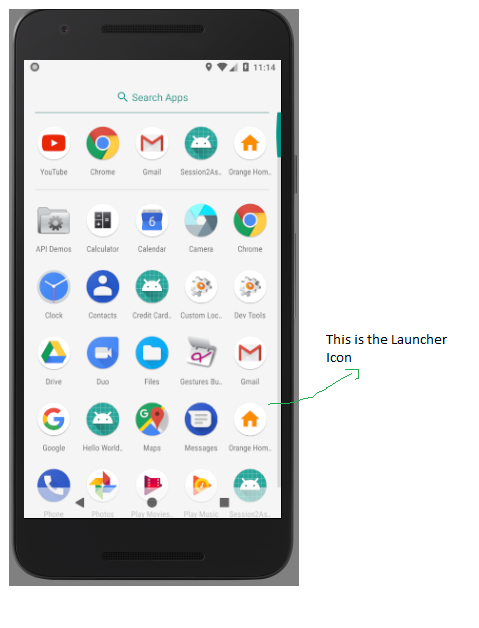 11:14
Search Apps
YouTube Chrome Gmail Session2As.. Orange Hom..
API Demos Calculator Calendar Camera Chrome
6
Clock Contacts Credit Card.. Custom Loc.. Dev Tools
Drive Duo Files Gestures Bu.. Gmail
This is the Launcher
Icon
Google Hello World.. Maps Messages Orange Hom..
Phone Photos Play Movies.. Play Music Session2As..